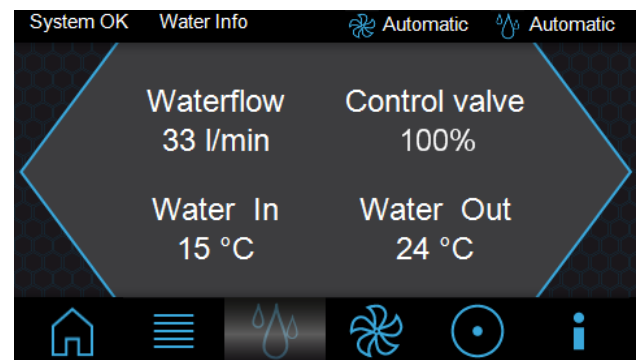 System OK Water Info Automatic Automatic
Waterflow Control valve
33 l/min 100%
Water In Water Out
15 °C 24 °C